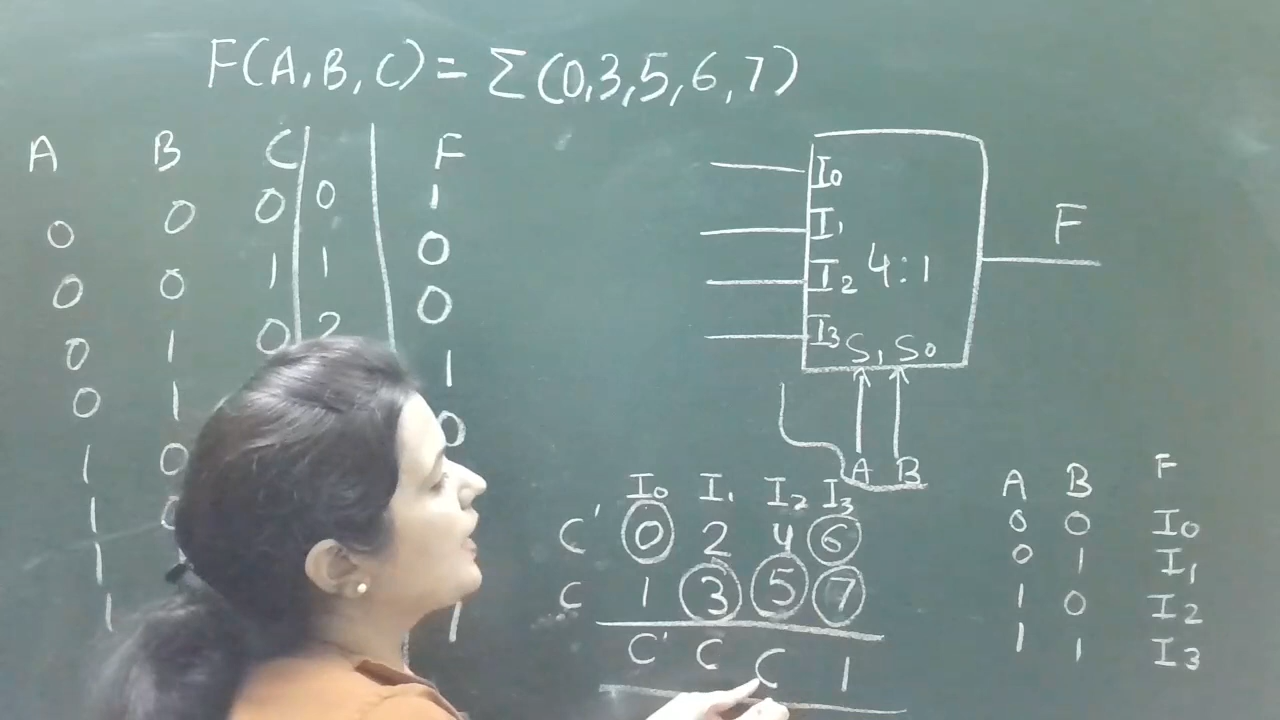 F(A,B,C) = Σ(0,3,5,6,7)
A B C F
0 0 0 0 1
0 0 1 1 0
0 1 0 2 0
0 1 1
1 0 0
1 0
1
1 1
I0
I1
I2 4:1 F
I3 S1 S0
A B
I0 I1 I2 I3
C' 0 2 4 6
C 1 3 5 7
C' C C 1
A B F
0 0 I0
0 1 I1
1 0 I2
1 1 I3